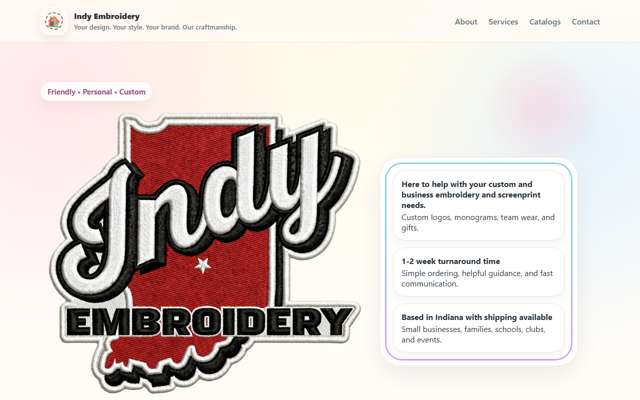 Indy Embroidery
Your design. Your style. Your brand. Our craftmanship.
About
Services
Catalogs
Contact
Friendly • Personal • Custom
Indy
EMBROIDERY
Here to help with your custom and
business embroidery and screenprint
needs.
Custom logos, monograms, team wear, and
gifts.
1-2 week turnaround time
Simple ordering, helpful guidance, and fast
communication.
Based in Indiana with shipping available
Small businesses, families, schools, clubs,
and events.